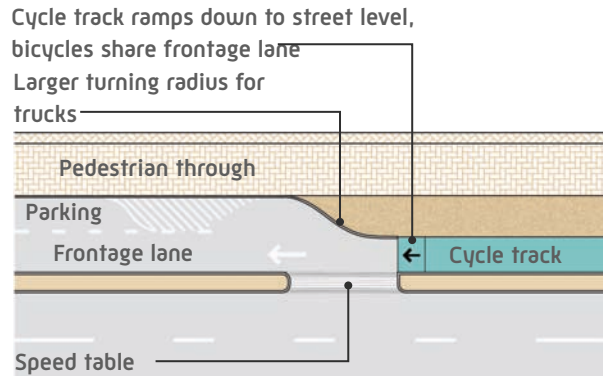 Cycle track ramps down to street level,
bicycles share frontage lane
Larger turning radius for
trucks
Pedestrian through
Parking
Frontage lane
Cycle track
Speed table